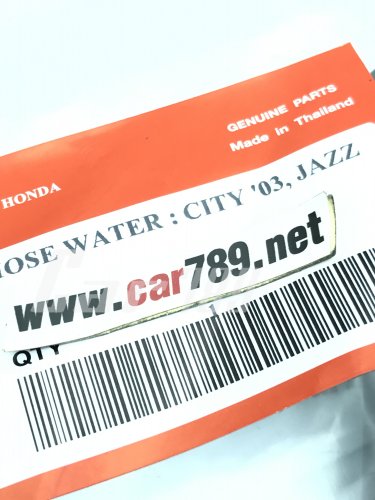 GENUINE PARTS
Made in Thailand
HONDA
HOSE WATER : CITY '03, JAZZ
www.car789.net
QTY